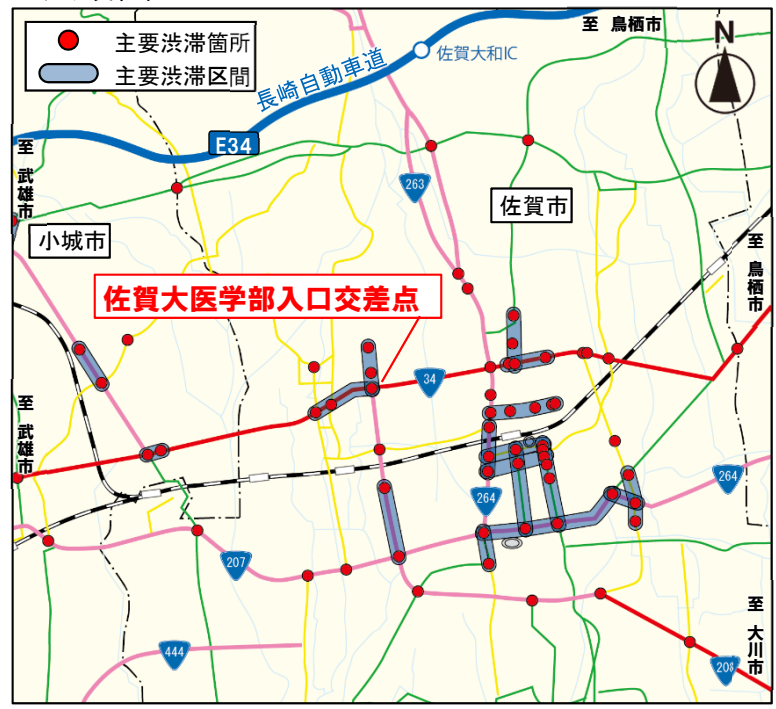 至 鳥栖市
N
主要渋滞箇所
主要渋滞区間
佐賀大和IC
長崎自動車道
E34
至 武雄市
263
佐賀市
小城市
至 鳥栖市
佐賀大医学部入口交差点
34
至 武雄市
264
264
207
至 大川市
444
208